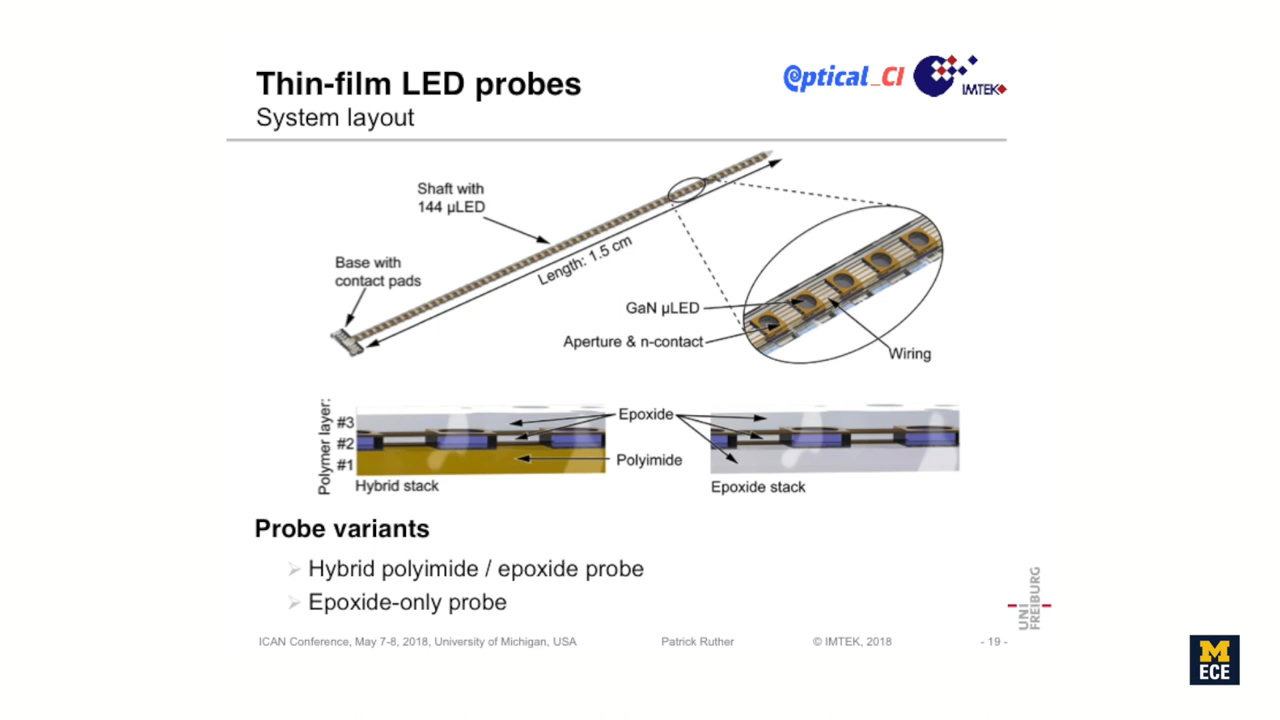 Thin-film LED probes
System layout
Optical_CI
IMTEK
Shaft with
144 µLED
Base with
contact pads
Length: 1.5 cm
GaN µLED
Aperture & n-contact
Wiring
Polymer layer:
#3
#2
#1
Epoxide
Polyimide
Hybrid stack
Epoxide stack
Probe variants
Hybrid polyimide / epoxide probe
Epoxide-only probe
UNI
FREIBURG
ICAN Conference, May 7-8, 2018, University of Michigan, USA
Patrick Ruther
© IMTEK, 2018
- 19 -
M
ECE